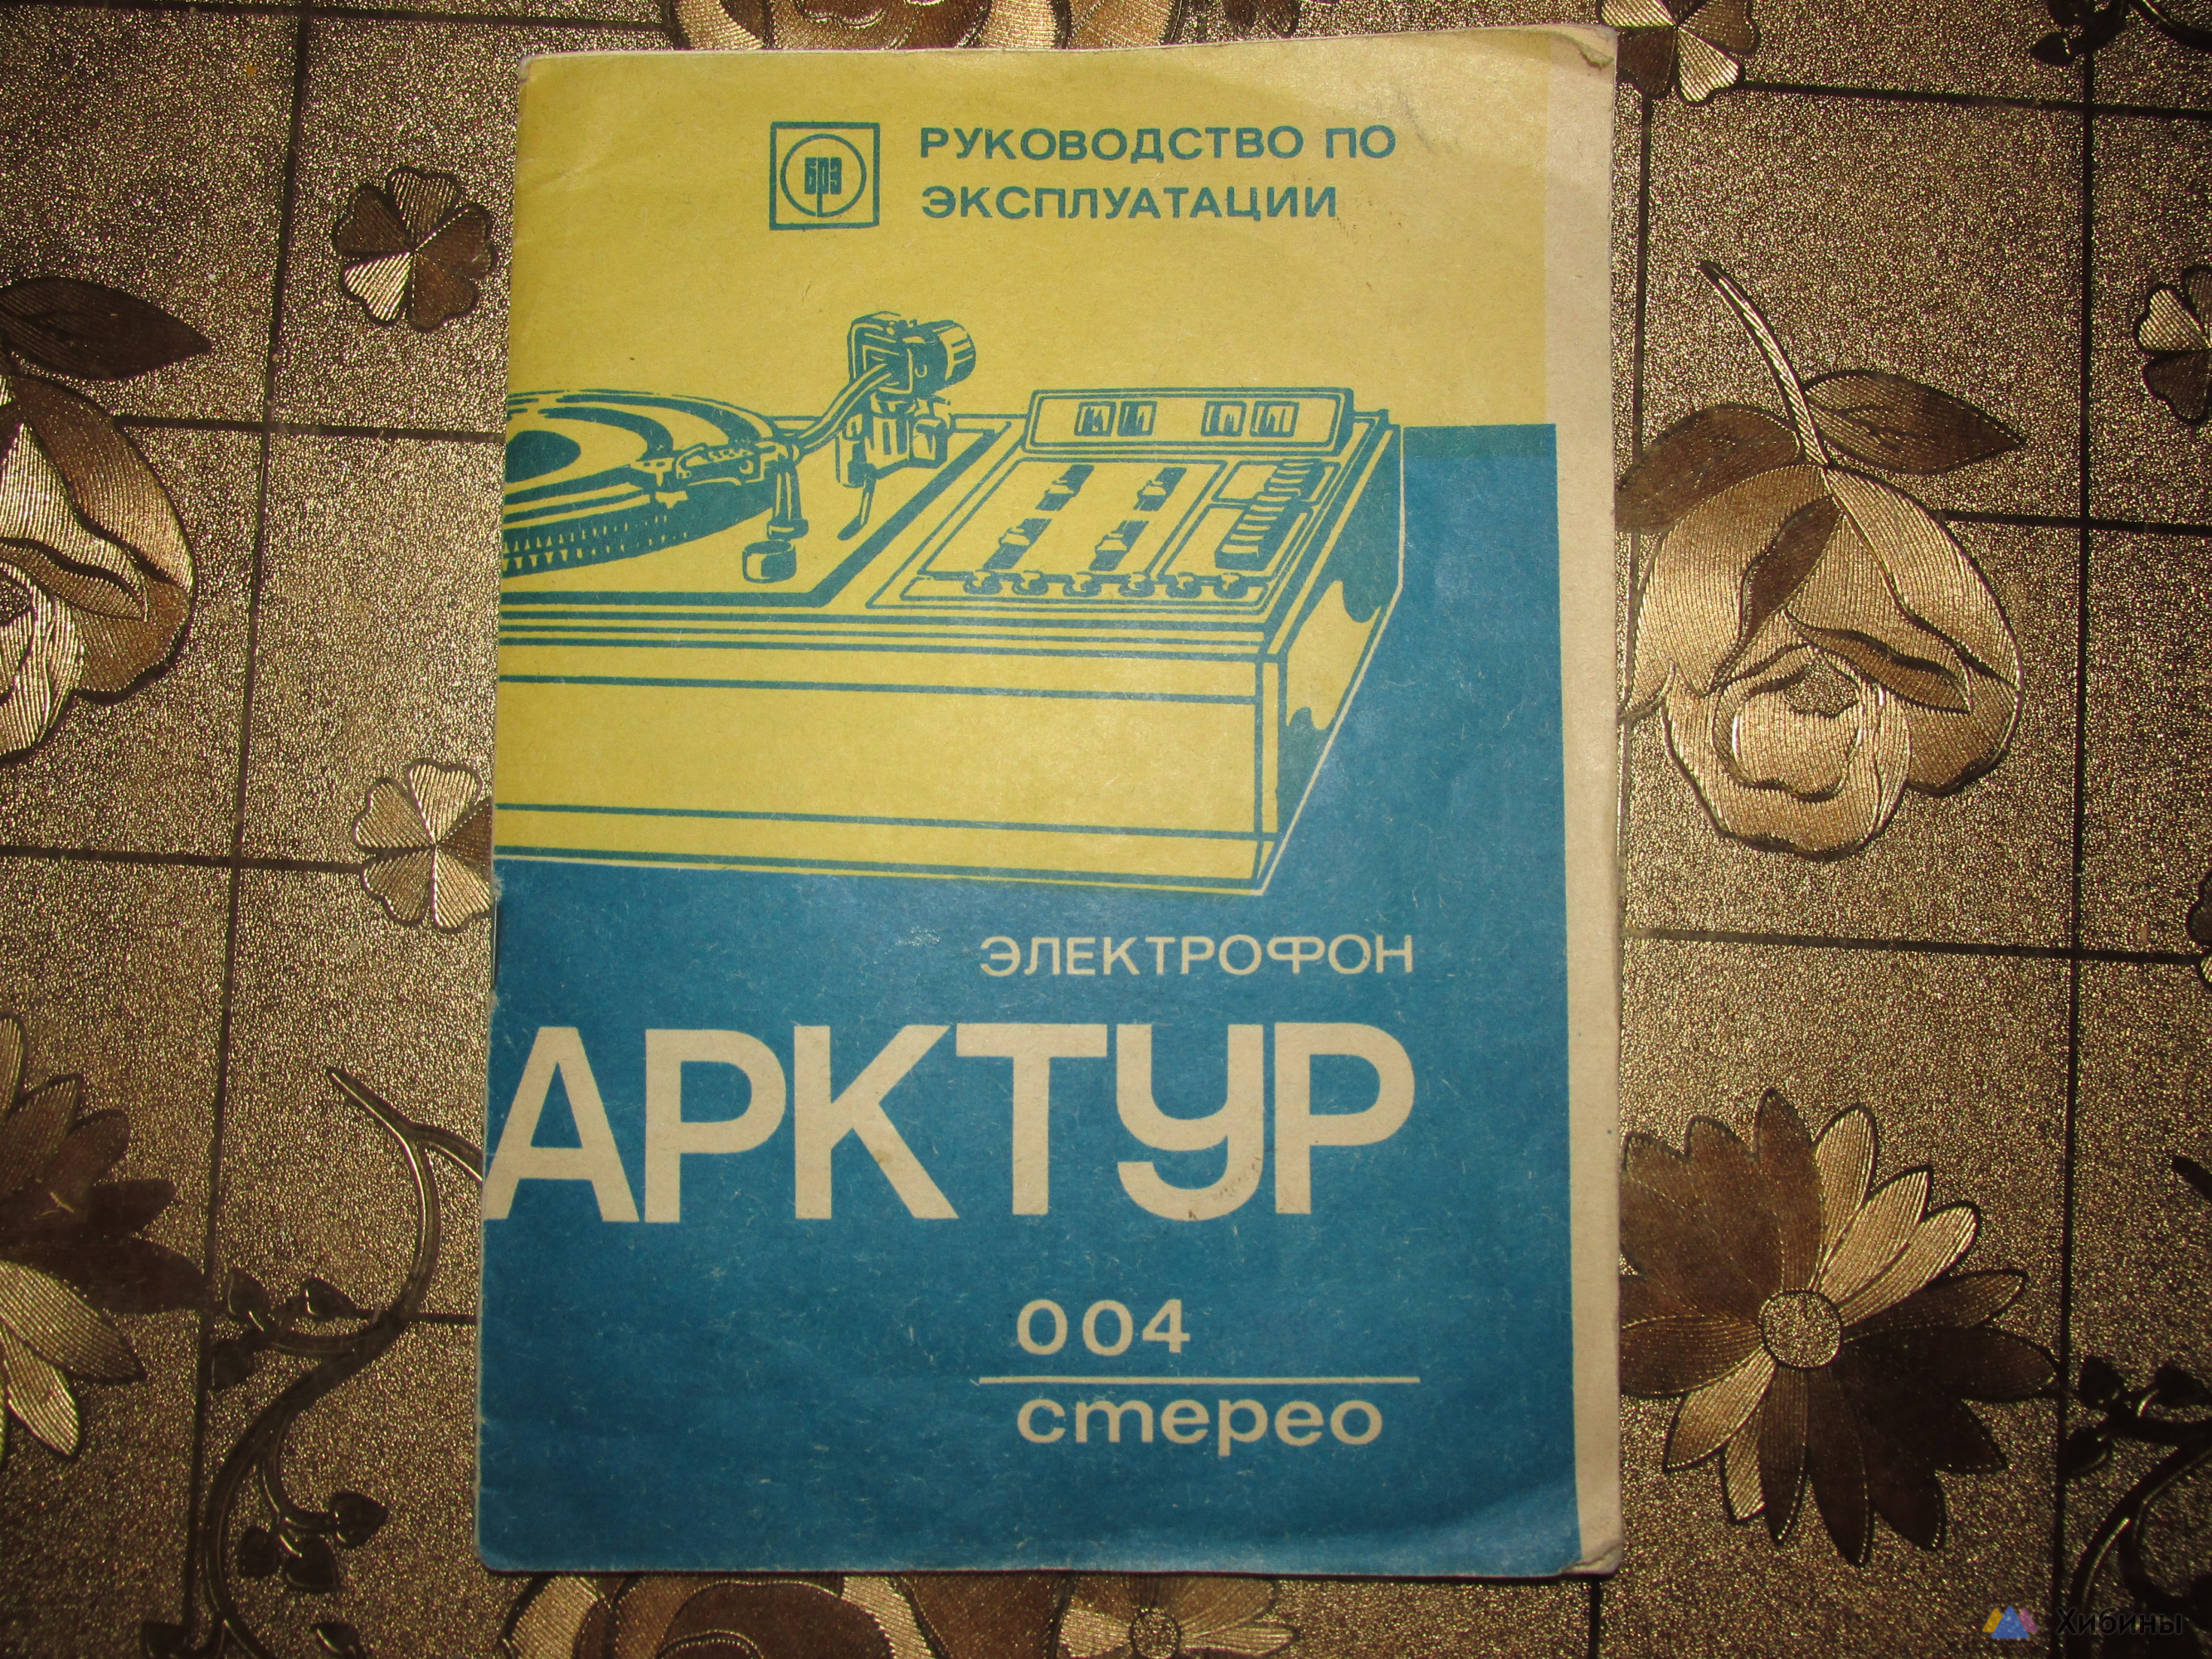 БРЗ
РУКОВОДСТВО ПО
ЭКСПЛУАТАЦИИ
ЭЛЕКТРОФОН
АРКТУР
004
стерео
Хибины